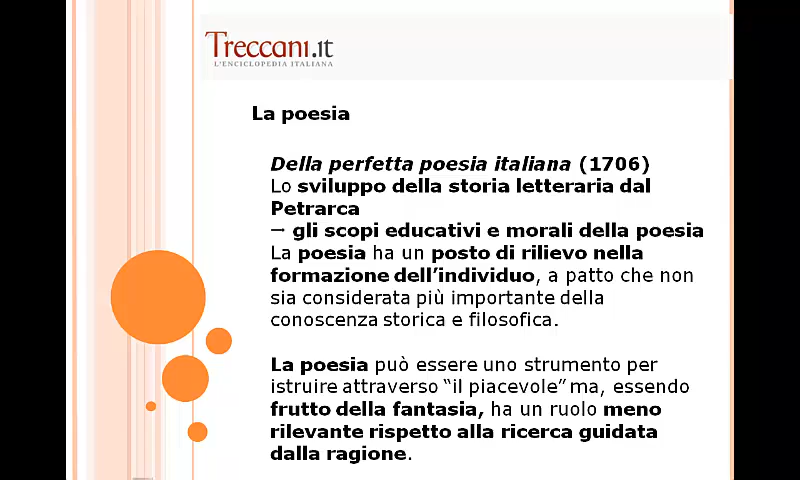 Treccani.it
L'ENCICLOPEDIA ITALIANA
La poesia
Della perfetta poesia italiana (1706)
Lo sviluppo della storia letteraria dal
Petrarca
→ gli scopi educativi e morali della poesia
La poesia ha un posto di rilievo nella
formazione dell’individuo, a patto che non
sia considerata più importante della
conoscenza storica e filosofica.
La poesia può essere uno strumento per
istruire attraverso “il piacevole” ma, essendo
frutto della fantasia, ha un ruolo meno
rilevante rispetto alla ricerca guidata
dalla ragione.